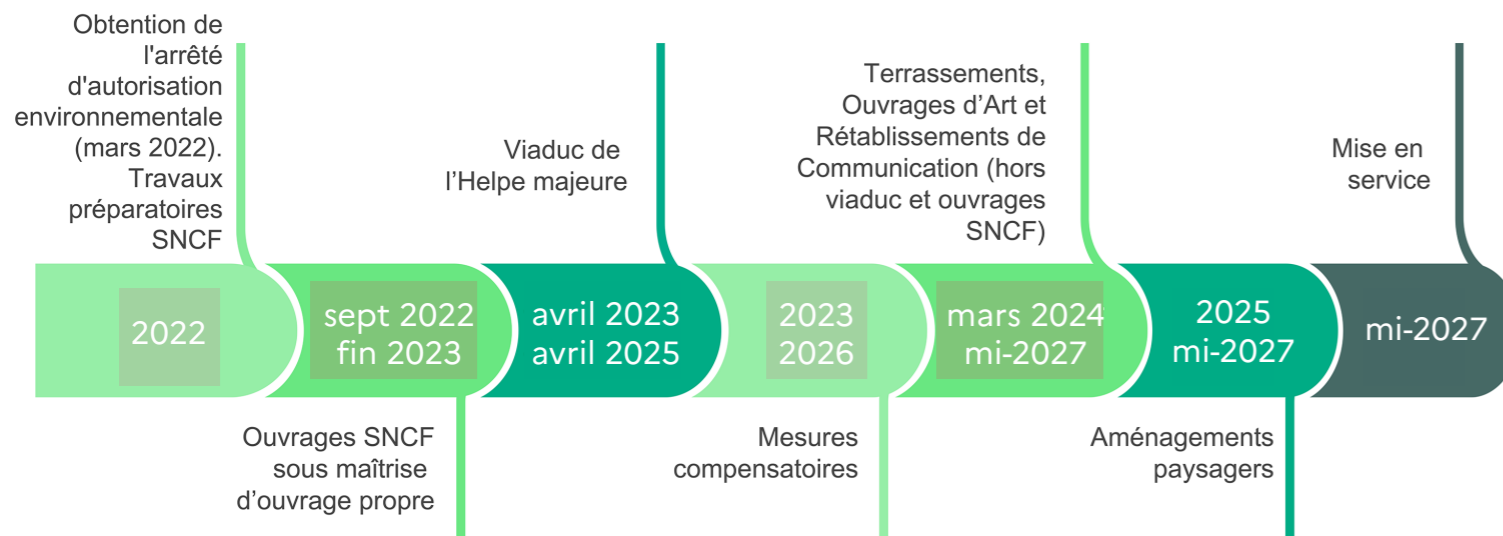 Obtention de
l'arrêté
d'autorisation
environnementale
(mars 2022).
Travaux
préparatoires
SNCF
2022
sept 2022
fin 2023
Ouvrages SNCF
sous maîtrise
d’ouvrage propre
Viaduc de
l’Helpe majeure
avril 2023
avril 2025
2023
2026
Mesures
compensatoires
Terrassements,
Ouvrages d’Art et
Rétablissements de
Communication (hors
viaduc et ouvrages
SNCF)
mars 2024
mi-2027
2025
mi-2027
Aménagements
paysagers
Mise en
service
mi-2027